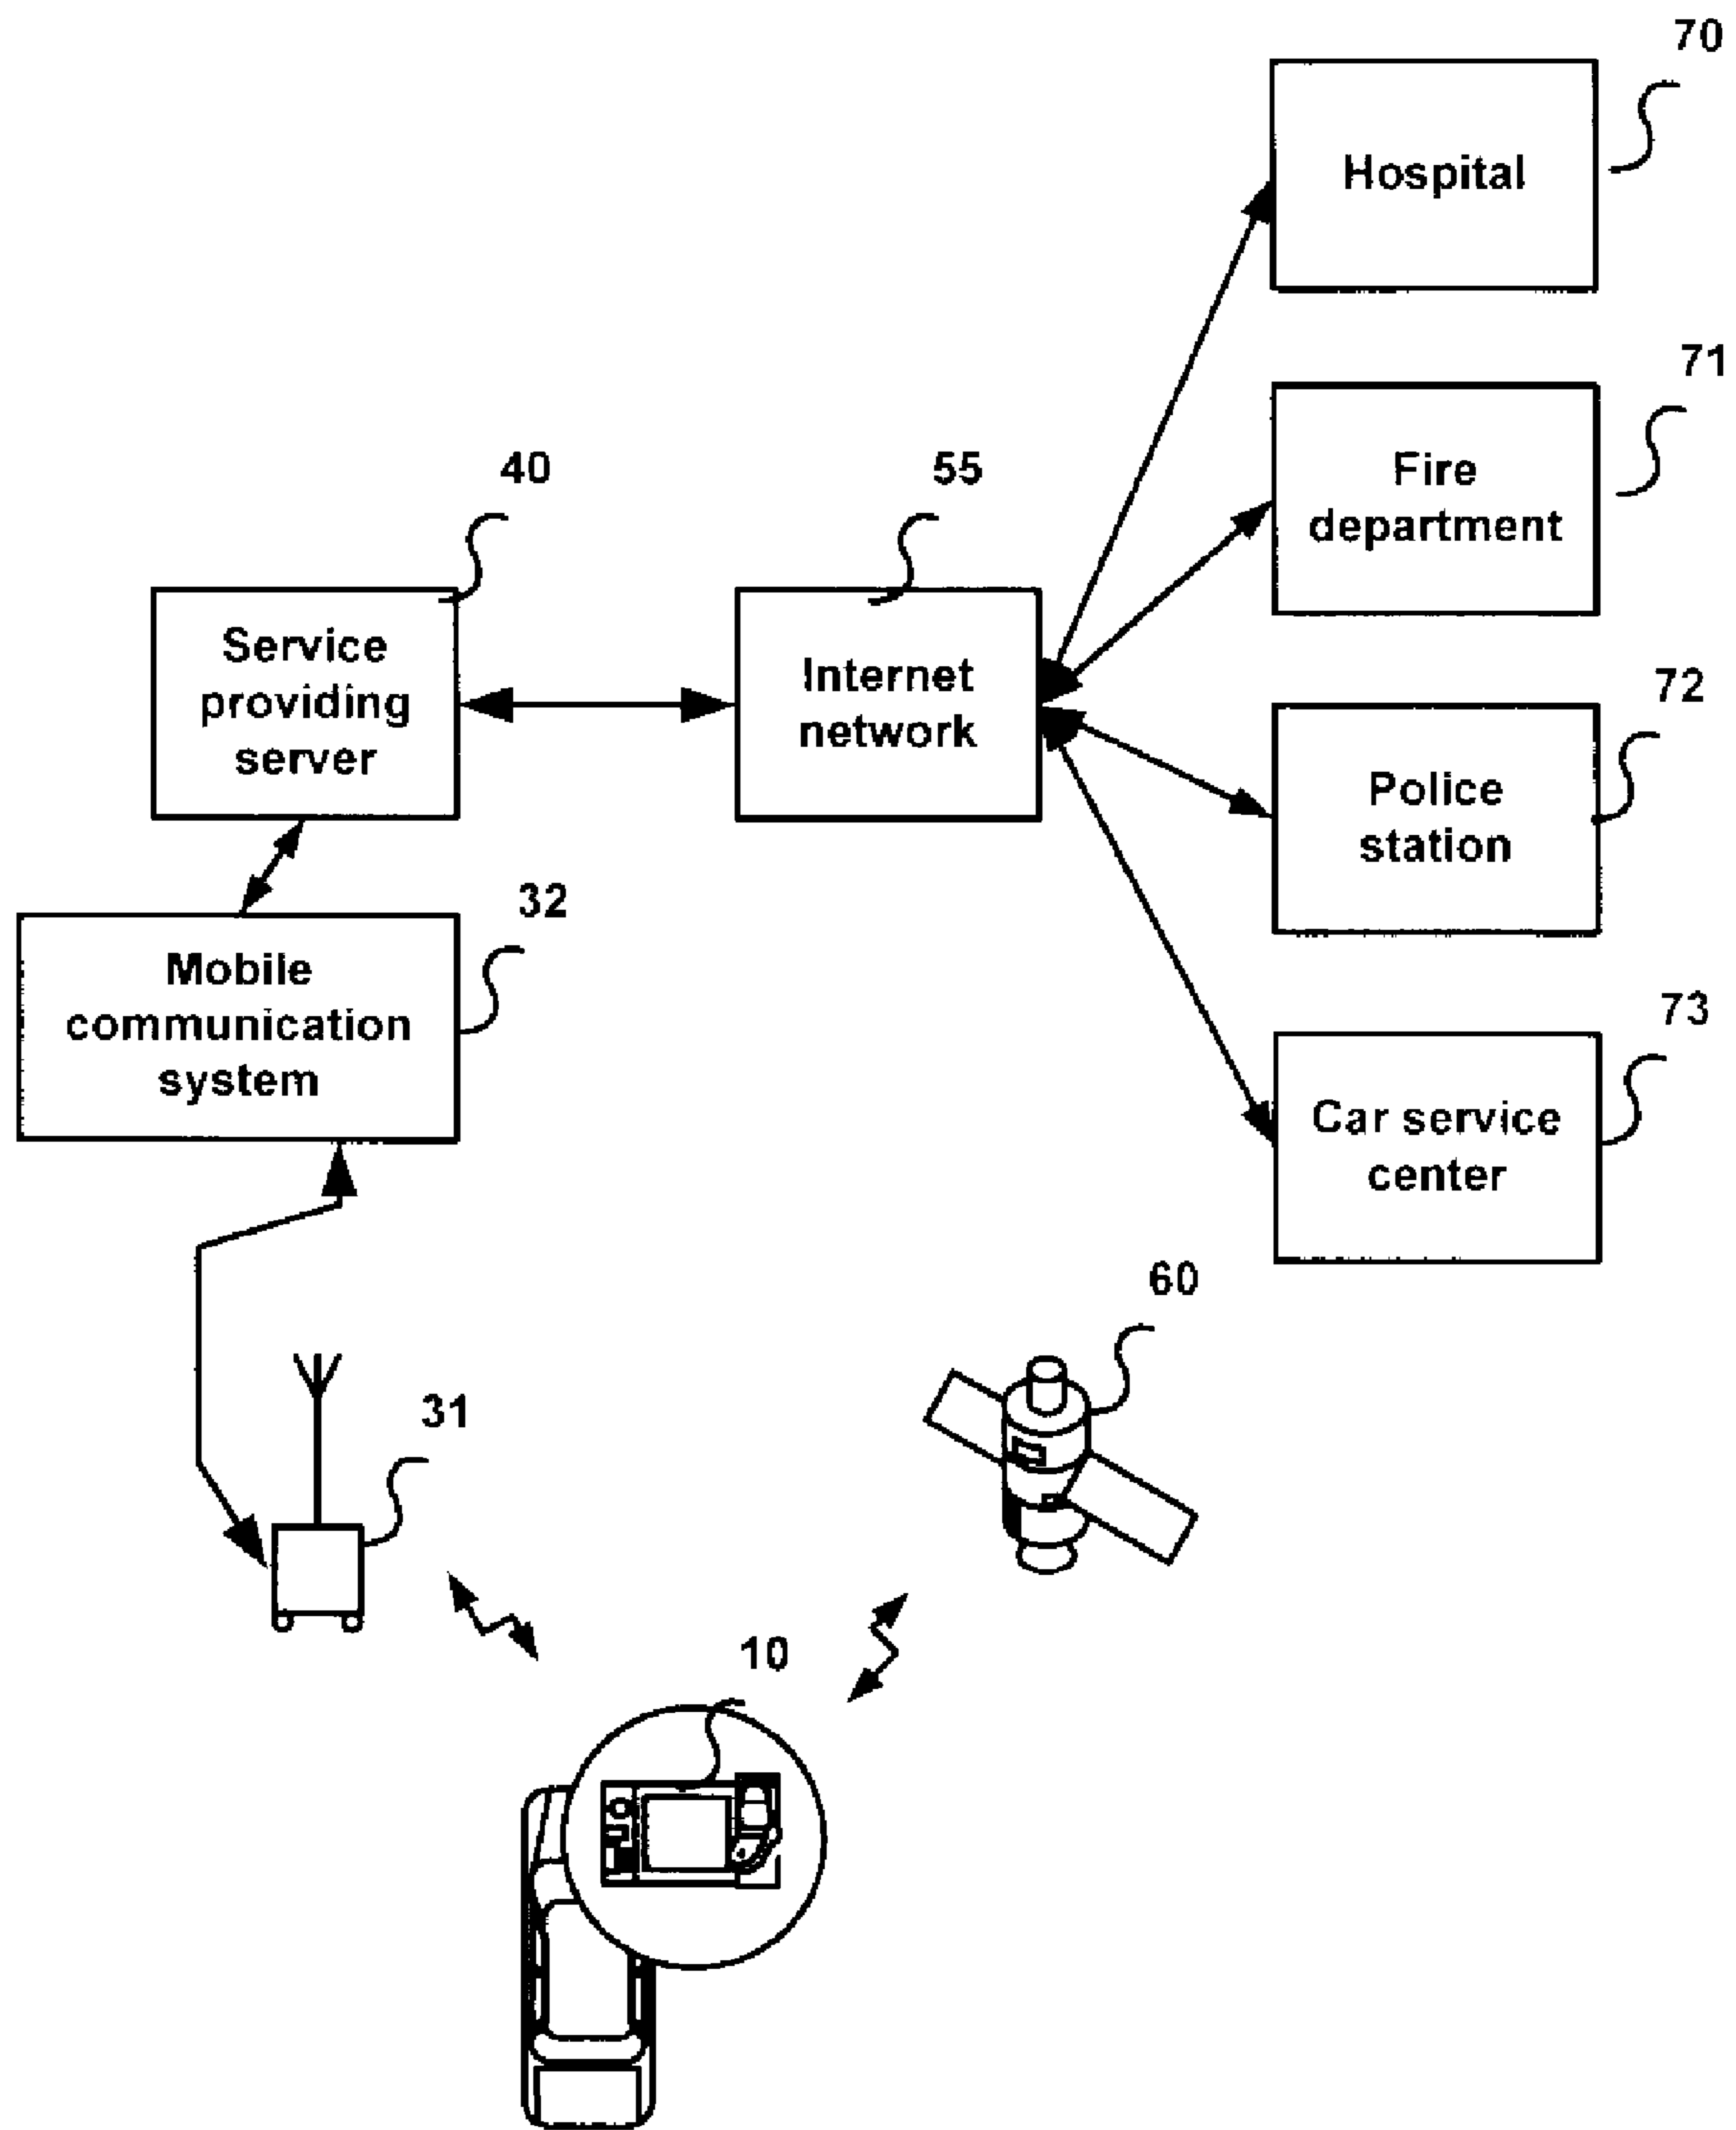 70
Hospital
71
Fire
department
40
55
Service
providing
server
Internet
network
72
Police
station
32
Mobile
communication
system
73
Car service
center
60
31
10